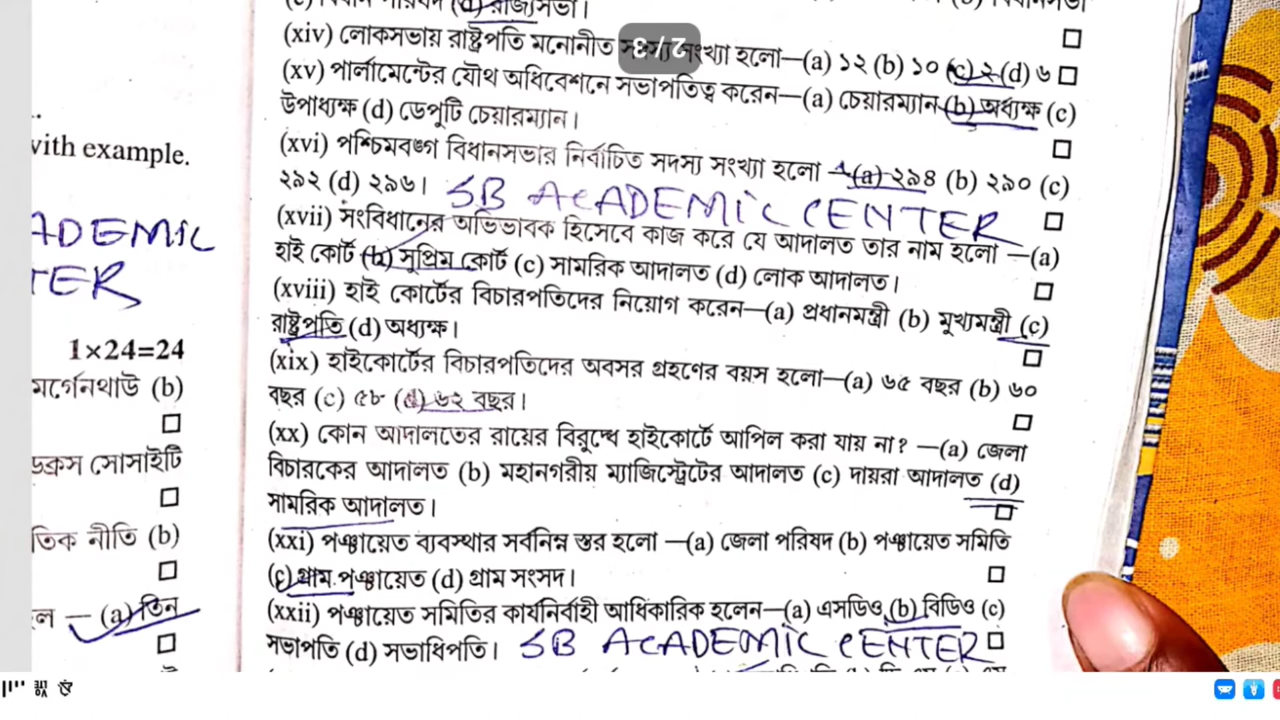 (xiv) লোকসভায় রাষ্ট্রপতি মনোনীত সদস্য সংখ্যা হলো—(a) ১২ (b) ১০ (c) ২ (d) ৬
2/3
(xv) পার্লামেন্টের যৌথ অধিবেশনে সভাপতিত্ব করেন—(a) চেয়ারম্যান (b) অধ্যক্ষ (c)
উপাধ্যক্ষ (d) ডেপুটি চেয়ারম্যান।
(xvi) পশ্চিমবঙ্গ বিধানসভার নির্বাচিত সদস্য সংখ্যা হলো —(a) ২৯৪ (b) ২৯০ (c)
২৯২ (d) ২৯৬। SB ACADEMIC CENTER
(xvii) সংবিধানের অভিভাবক হিসেবে কাজ করে যে আদালত তার নাম হলো —(a)
হাই কোর্ট (b) সুপ্রিম কোর্ট (c) সামরিক আদালত (d) লোক আদালত।
(xviii) হাই কোর্টের বিচারপতিদের নিয়োগ করেন—(a) প্রধানমন্ত্রী (b) মুখ্যমন্ত্রী (c)
রাষ্ট্রপতি (d) অধ্যক্ষ।
(xix) হাইকোর্টের বিচারপতিদের অবসর গ্রহণের বয়স হলো—(a) ৬৫ বছর (b) ৬০
বছর (c) ৫৮ (d) ৬২ বছর।
(xx) কোন আদালতের রায়ের বিরুদ্ধে হাইকোর্টে আপিল করা যায় না? —(a) জেলা
বিচারকের আদালত (b) মহানগরীয় ম্যাজিস্ট্রেটের আদালত (c) দায়রা আদালত (d)
সামরিক আদালত।
(xxi) পঞ্চায়েত ব্যবস্থার সর্বনিম্ন স্তর হলো —(a) জেলা পরিষদ (b) পঞ্চায়েত সমিতি
(c) গ্রাম পঞ্চায়েত (d) গ্রাম সংসদ।
(xxii) পঞ্চায়েত সমিতির কার্যনির্বাহী আধিকারিক হলেন—(a) এসডিও (b) বিডিও (c)
সভাপতি (d) সভাধিপতি। SB ACADEMIC CENTER
with example.
ADEMIC
TER
1×24=24
মর্গেনথাউ (b)
সোসাইটি
নীতি (b)
— (a) তিন